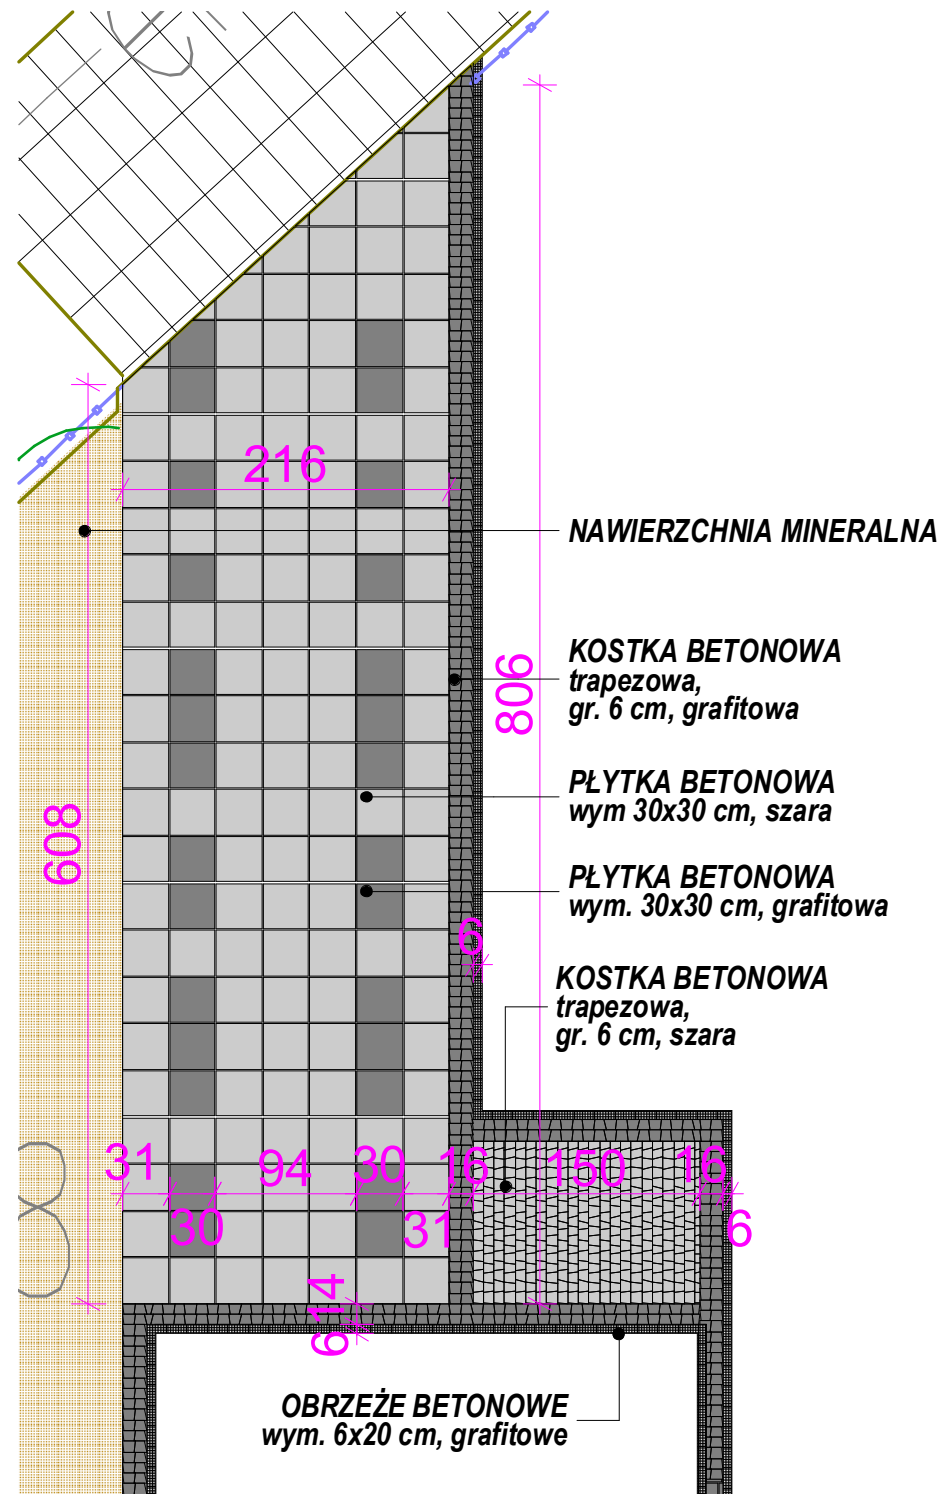 216
NAWIERZCHNIA MINERALNA
KOSTKA BETONOWA
trapezowa,
gr. 6 cm, grafitowa
806
PŁYTKA BETONOWA
wym 30x30 cm, szara
608
PŁYTKA BETONOWA
wym. 30x30 cm, grafitowa
6
KOSTKA BETONOWA
trapezowa,
gr. 6 cm, szara
31 94 30 16 150 16
30 31 6
14
6
OBRZEŻE BETONOWE
wym. 6x20 cm, grafitowe